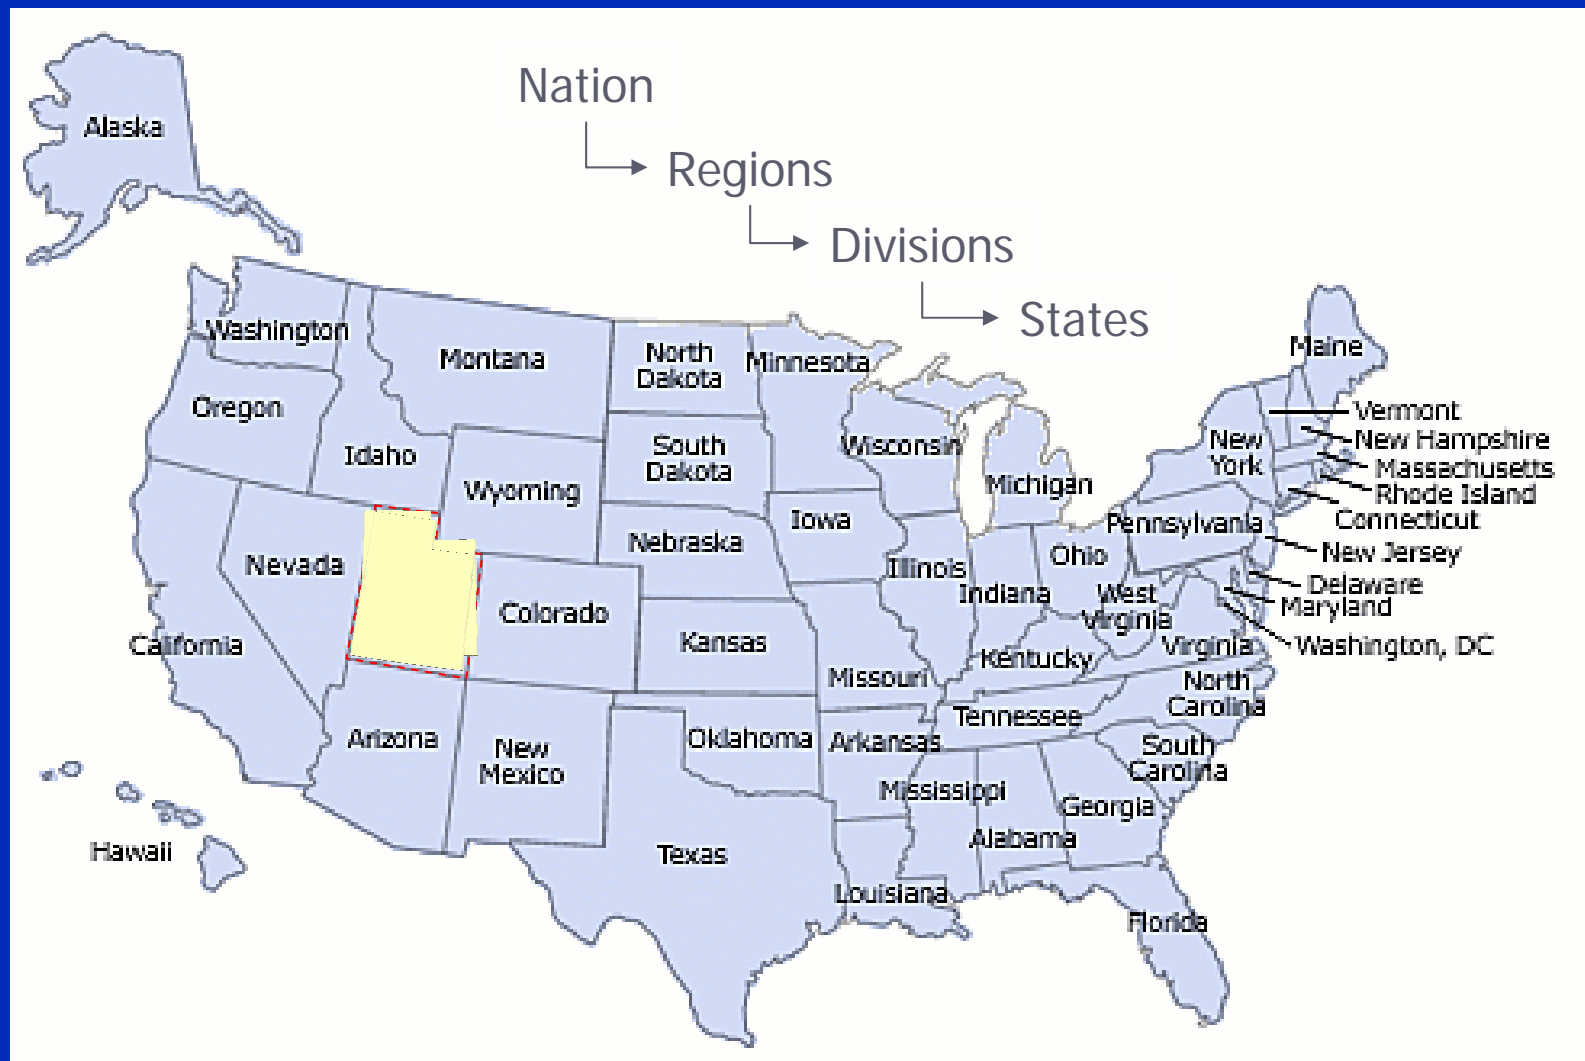 Nation
Regions
Divisions
States
Alaska
Washington
Montana
North
Dakota
Minnesota
Maine
Oregon
Idaho
Wyoming
South
Dakota
Wisconsin
Michigan
New
York
Vermont
New Hampshire
Massachusetts
Rhode Island
Connecticut
Pennsylvania
New Jersey
Delaware
Maryland
Washington, DC
Nevada
Nebraska
Iowa
Illinois
Indiana
Ohio
West
Virginia
Virginia
California
Colorado
Kansas
Missouri
Kentucky
North
Carolina
Tennessee
Arizona
New
Mexico
Oklahoma
Arkansas
South
Carolina
Mississippi
Georgia
Alabama
Hawaii
Texas
Louisiana
Florida